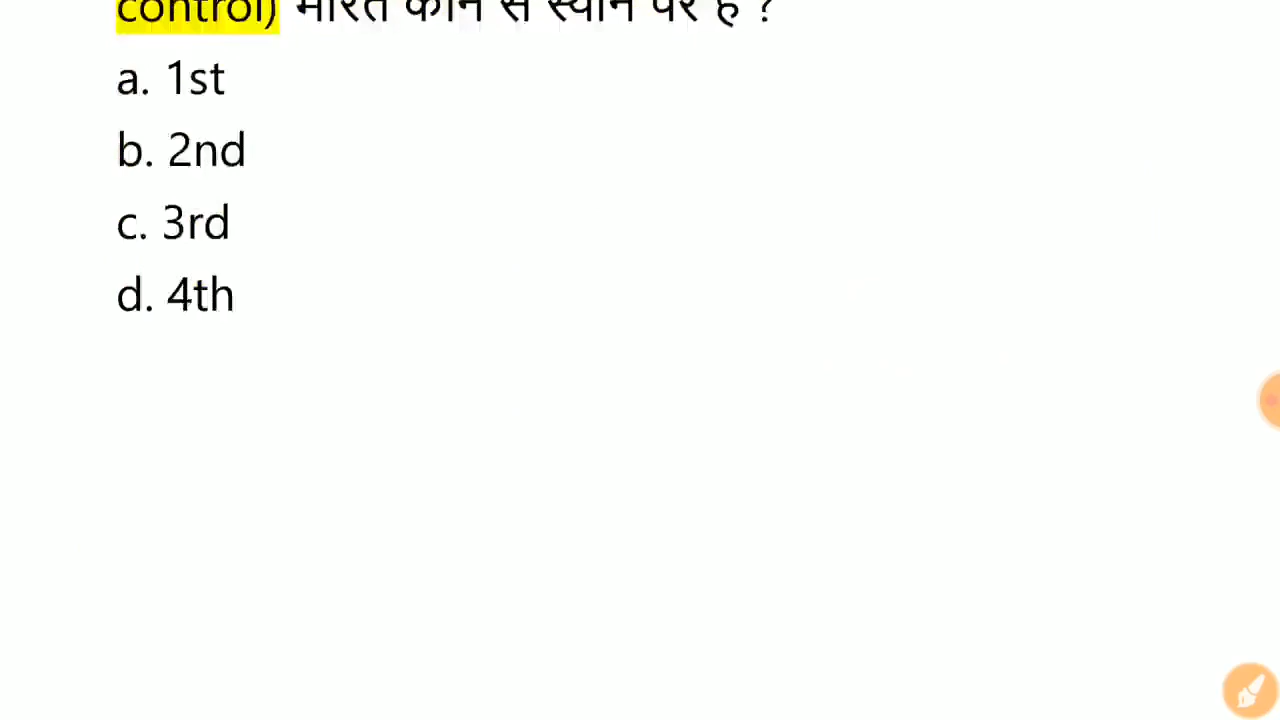 control) भारत कौन से स्थान पर है ?
a. 1st
b. 2nd
c. 3rd
d. 4th